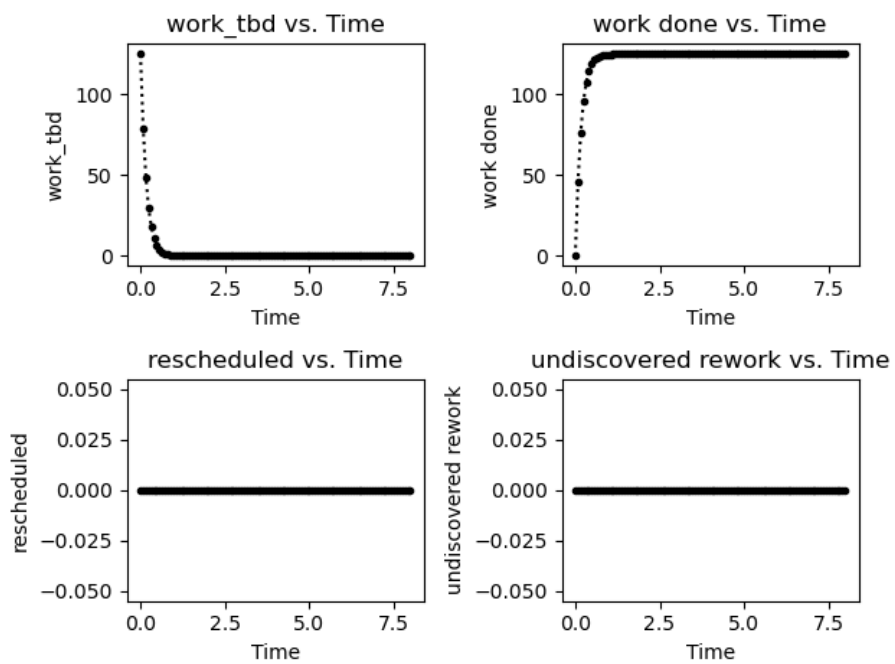 work_tbd vs. Time
work_tbd
100
50
0
0.0 2.5 5.0 7.5
Time
work done vs. Time
work done
100
50
0
0.0 2.5 5.0 7.5
Time
rescheduled vs. Time
rescheduled
0.050
0.025
0.000
−0.025
−0.050
0.0 2.5 5.0 7.5
Time
undiscovered rework vs. Time
undiscovered rework
0.050
0.025
0.000
−0.025
−0.050
0.0 2.5 5.0 7.5
Time